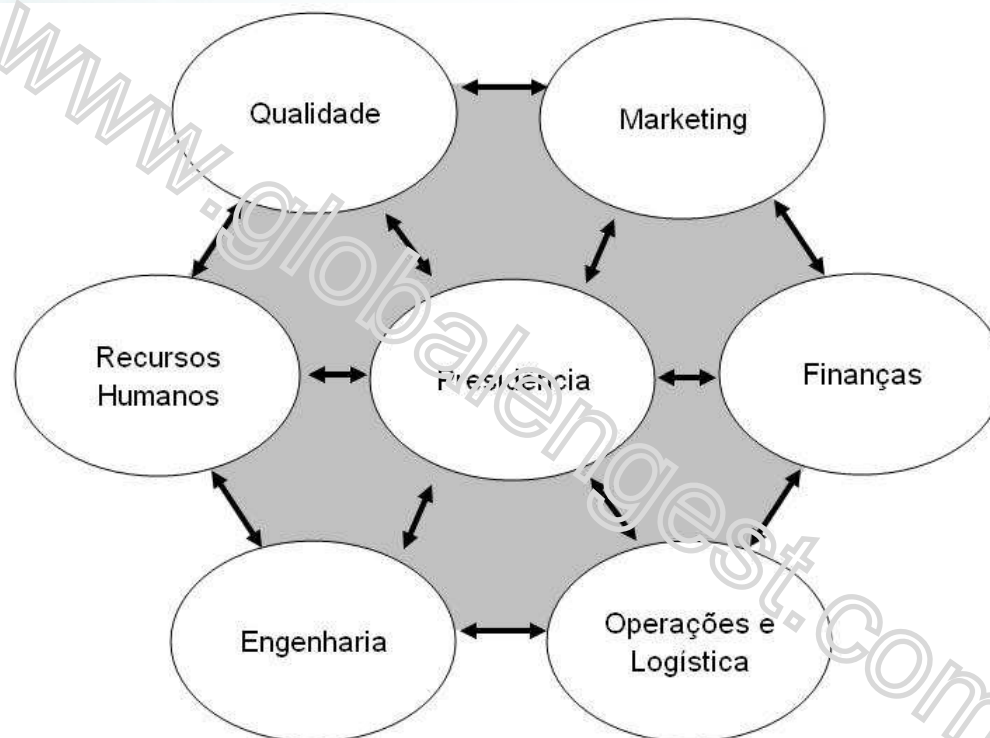 Qualidade
Marketing
Recursos
Humanos
Presidência
Finanças
Engenharia
Operações e
Logística
www.globalengest.com